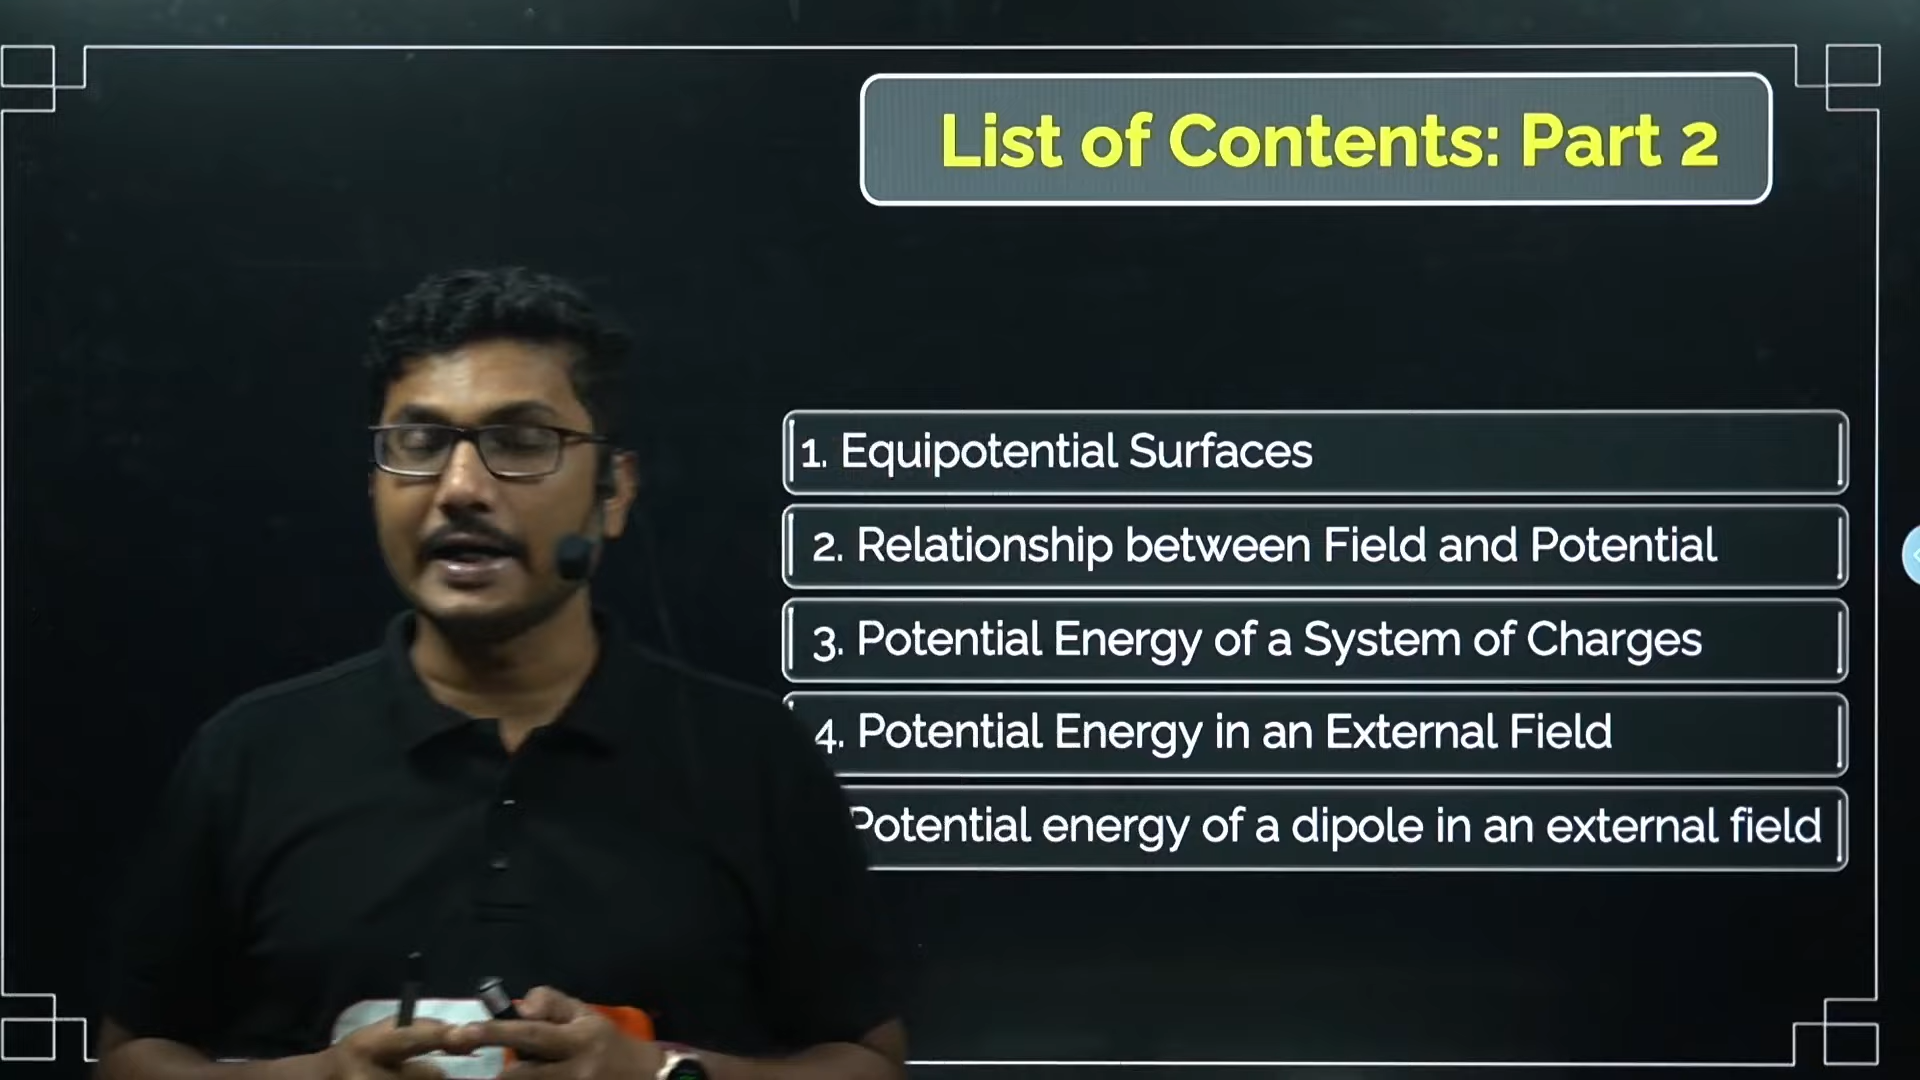 List of Contents: Part 2
1. Equipotential Surfaces
2. Relationship between Field and Potential
3. Potential Energy of a System of Charges
4. Potential Energy in an External Field
Potential energy of a dipole in an external field